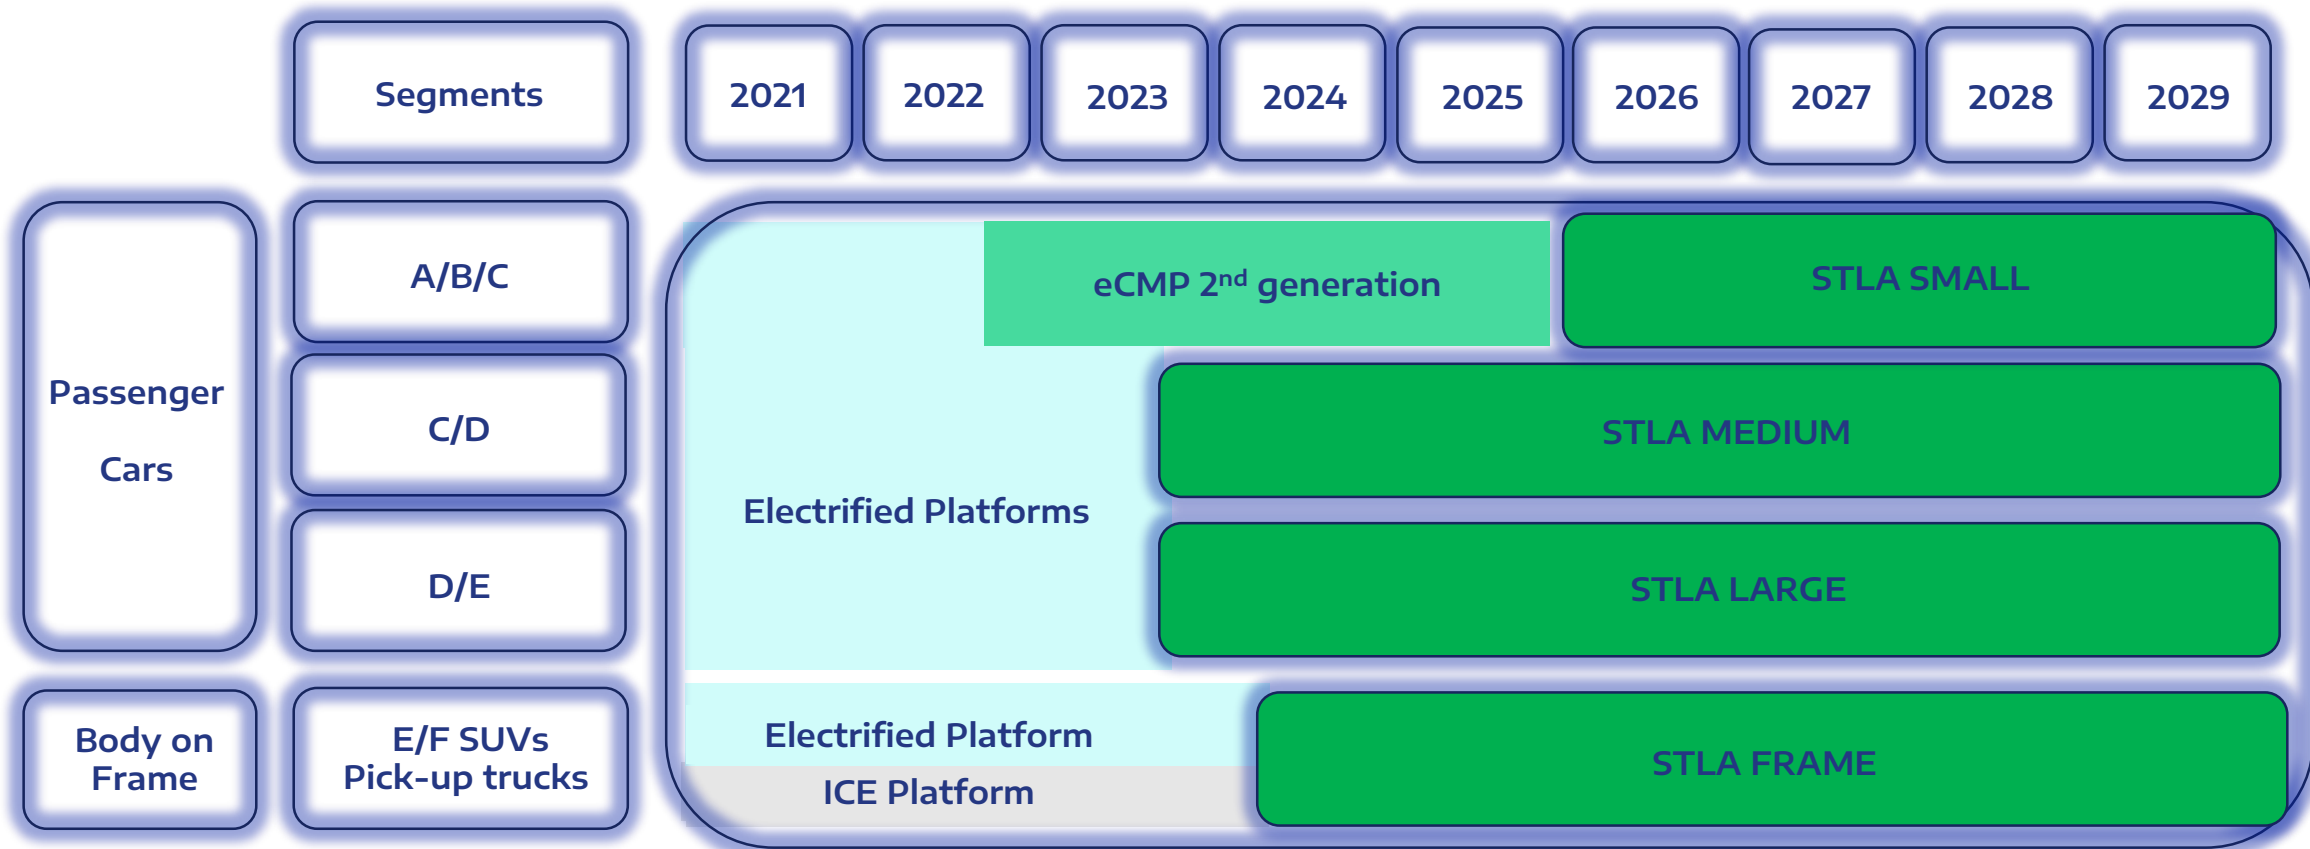 Segments
2021
2022
2023
2024
2025
2026
2027
2028
2029
Passenger
Cars
A/B/C
eCMP 2nd generation
STLA SMALL
C/D
STLA MEDIUM
Electrified Platforms
D/E
STLA LARGE
Body on
Frame
E/F SUVs
Pick-up trucks
Electrified Platform
ICE Platform
STLA FRAME